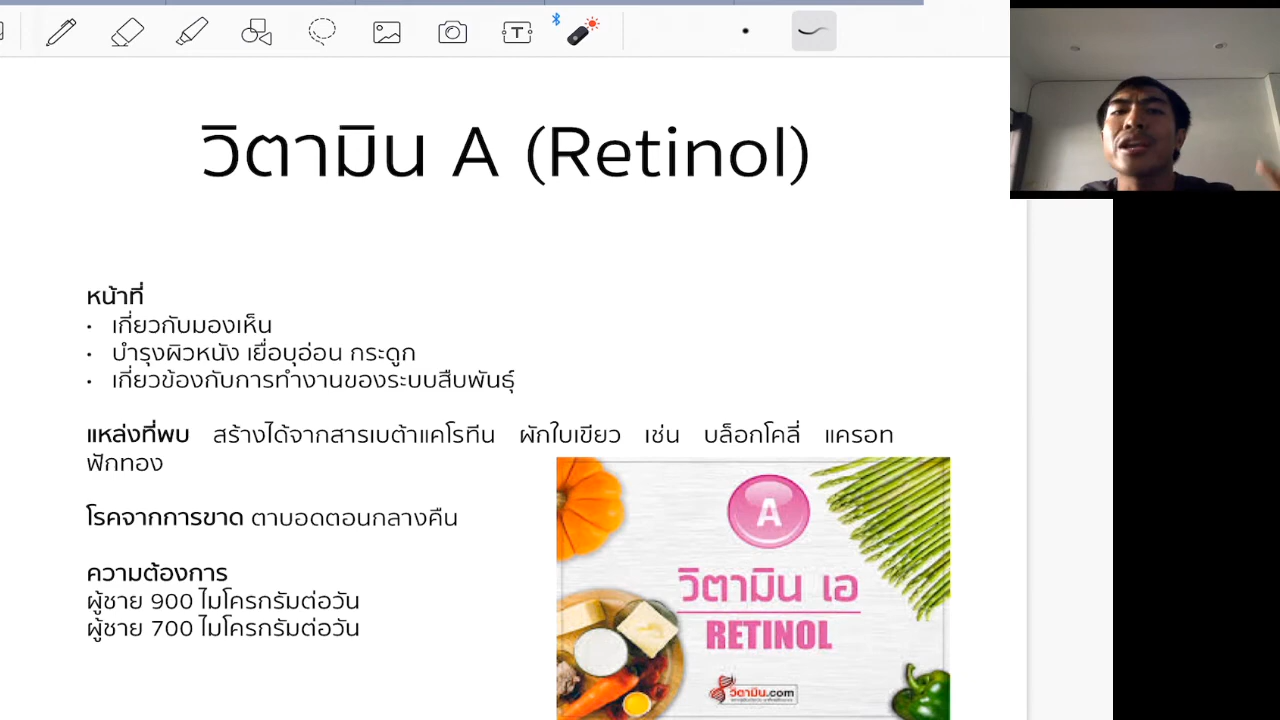 T
วิตามิน A (Retinol)
หน้าที่
• เกี่ยวกับมองเห็น
• บำรุงผิวหนัง เยื่อบุอ่อน กระดูก
• เกี่ยวข้องกับการทำงานของระบบสืบพันธุ์
แหล่งที่พบ สร้างได้จากสารเบต้าแคโรทีน ผักใบเขียว เช่น บล็อกโคลี่ แครอท
ฟักทอง
โรคจากการขาด ตาบอดตอนกลางคืน
ความต้องการ
ผู้ชาย 900 ไมโครกรัมต่อวัน
ผู้ชาย 700 ไมโครกรัมต่อวัน
A
วิตามิน เอ
RETINOL
วิตามิน.com